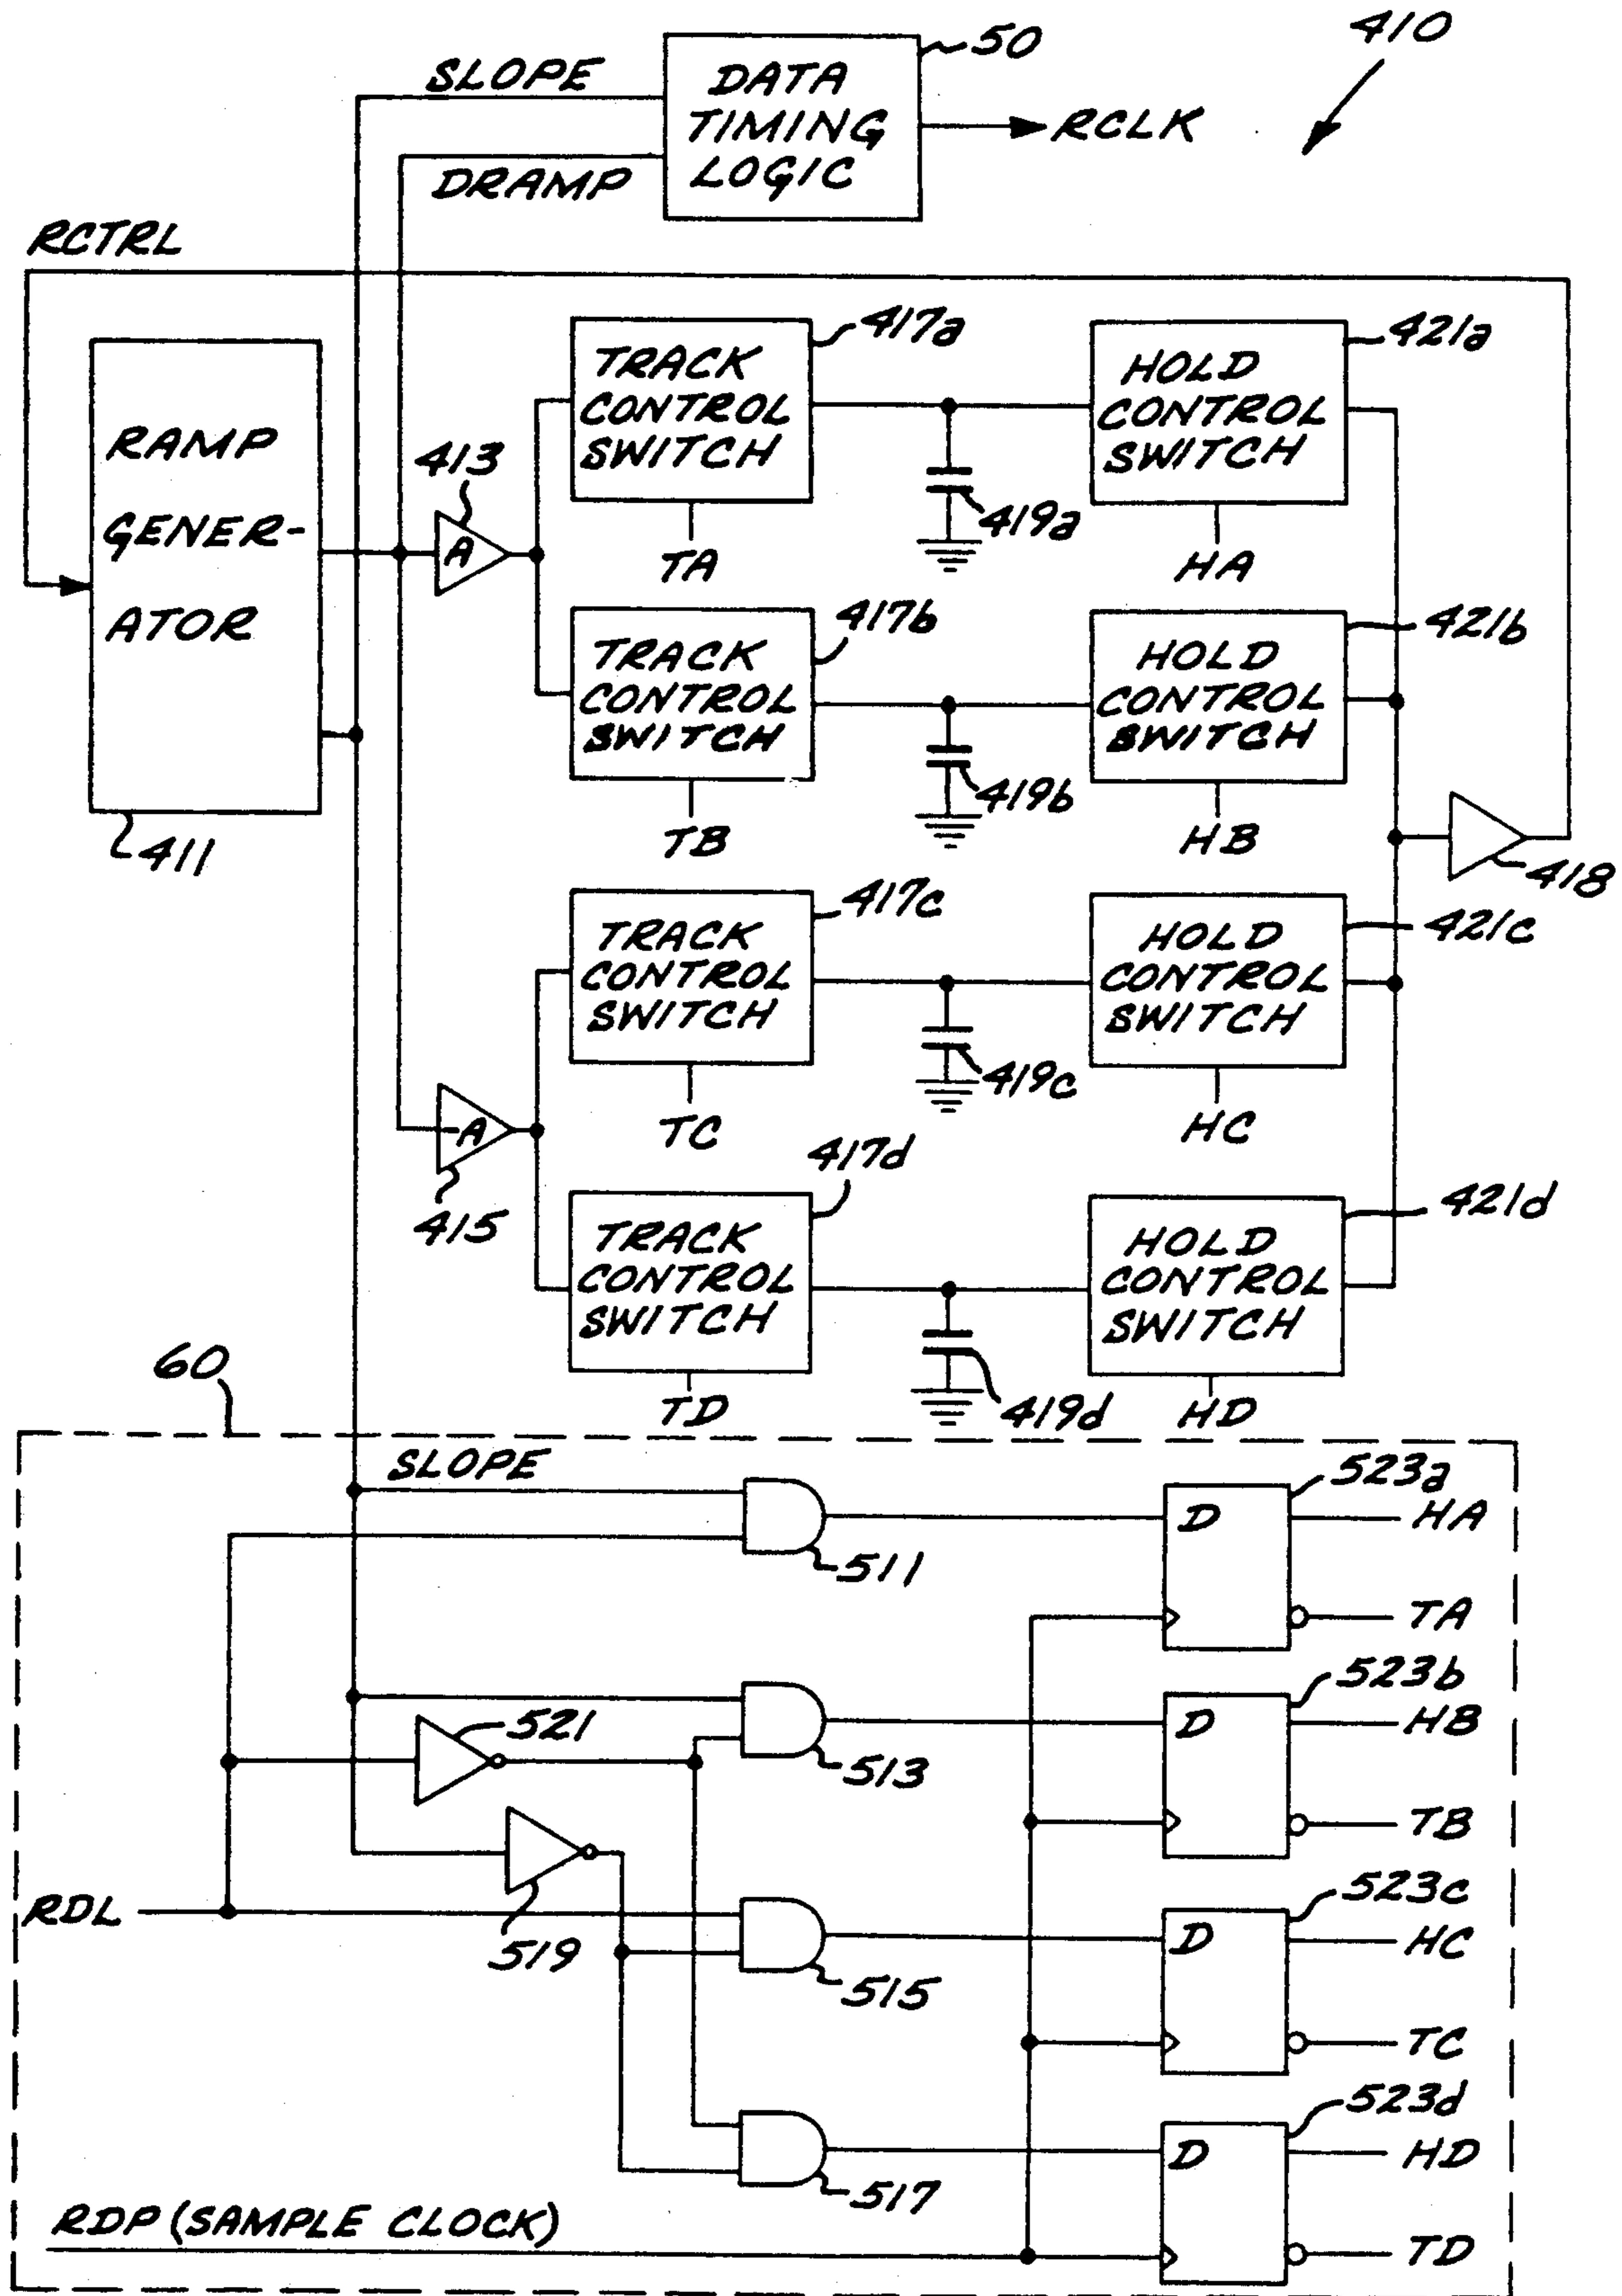 410
50
SLOPE
DATA
TIMING
LOGIC
RCLK
DRAMP
RCTRL
417a
421a
TRACK
CONTROL
SWITCH
HOLD
CONTROL
SWITCH
RAMP
GENER-
ATOR
413
A
419a
TA
HA
417b
421b
TRACK
CONTROL
SWITCH
HOLD
CONTROL
SWITCH
419b
TB
HB
411
418
417c
421c
TRACK
CONTROL
SWITCH
HOLD
CONTROL
SWITCH
419c
TC
HC
A
415
417d
421d
TRACK
CONTROL
SWITCH
HOLD
CONTROL
SWITCH
419d
TD
HD
60
SLOPE
523a
D
HA
511
TA
523b
521
D
HB
513
TB
523c
RDL
519
D
HC
515
TC
523d
D
HD
517
RDP (SAMPLE CLOCK)
TD